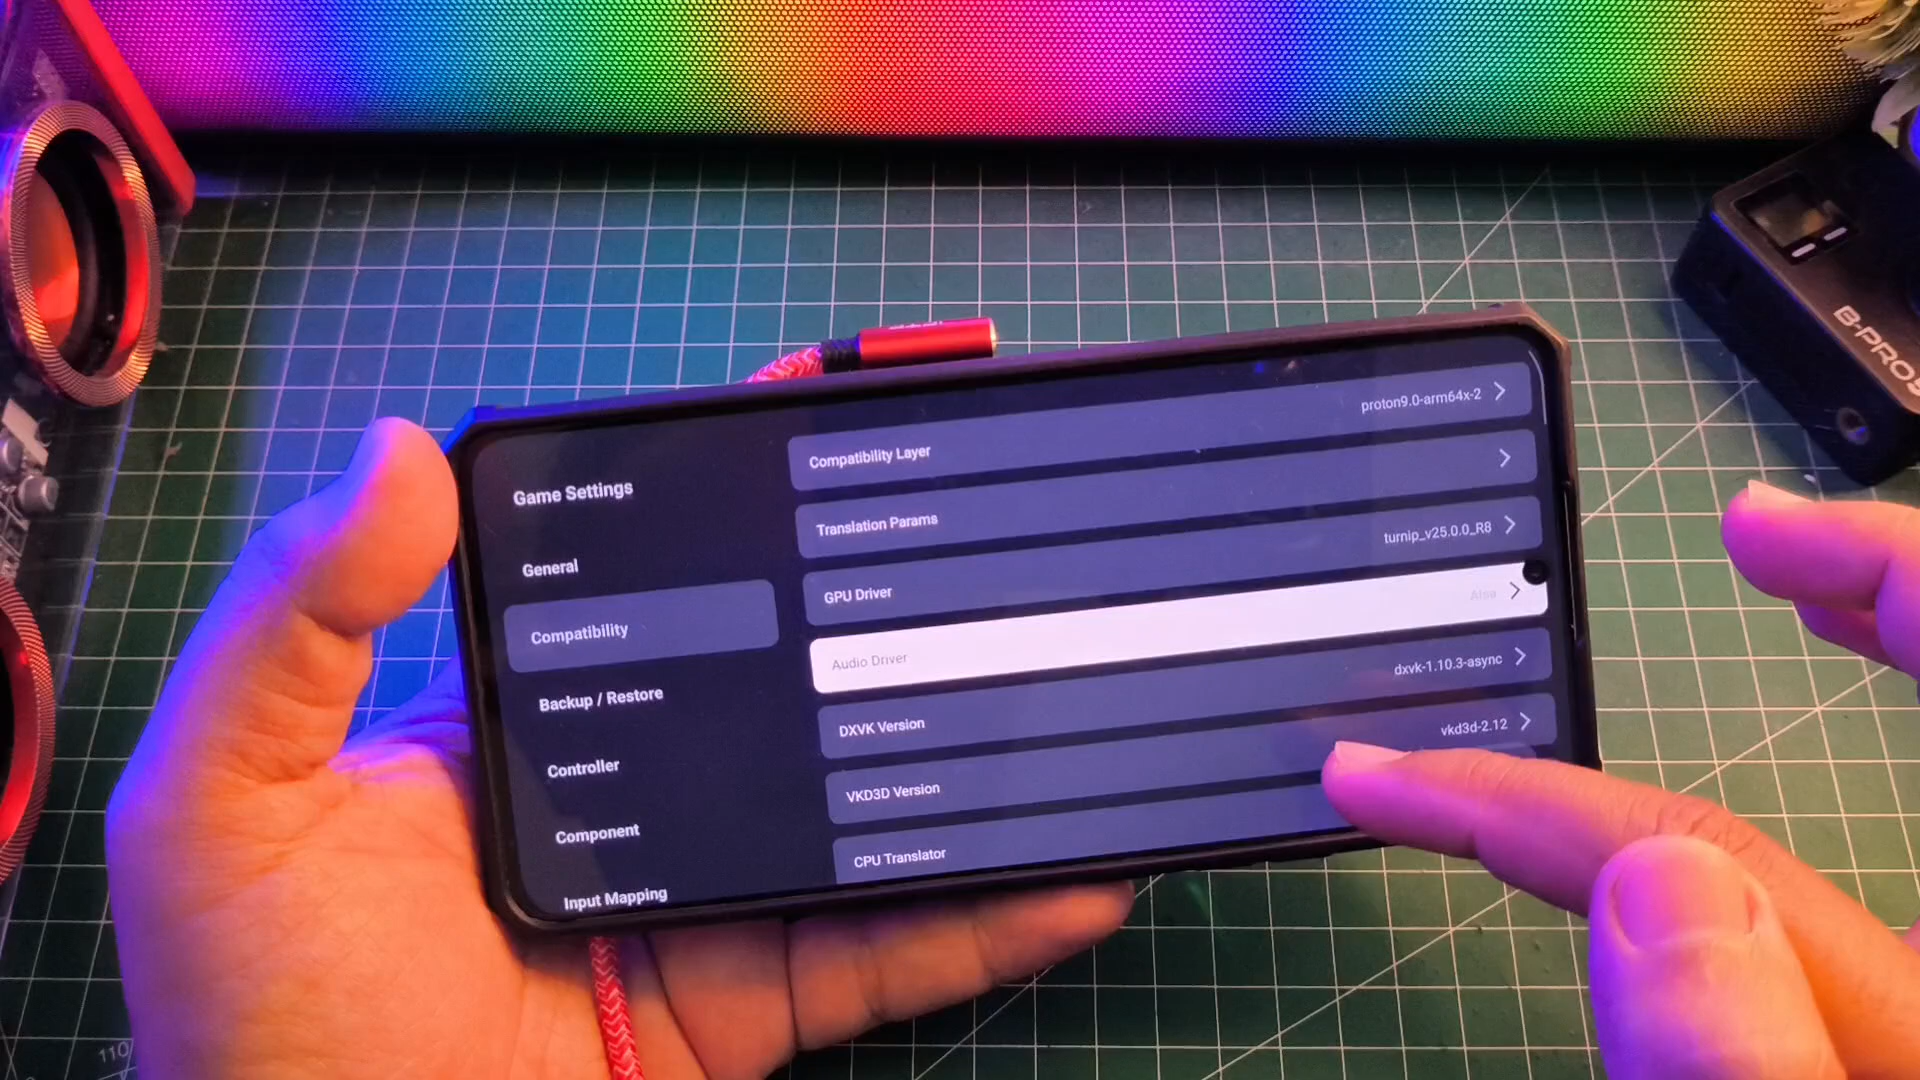 Game Settings
General
Compatibility
Backup / Restore
Controller
Component
Input Mapping
Compatibility Layer
proton9.0-arm64x-2
Translation Params
GPU Driver
turnip_v25.0.0_R8
Audio Driver
Alsa
DXVK Version
dxvk-1.10.3-async
VKD3D Version
vkd3d-2.12
CPU Translator
B-PRO5
110